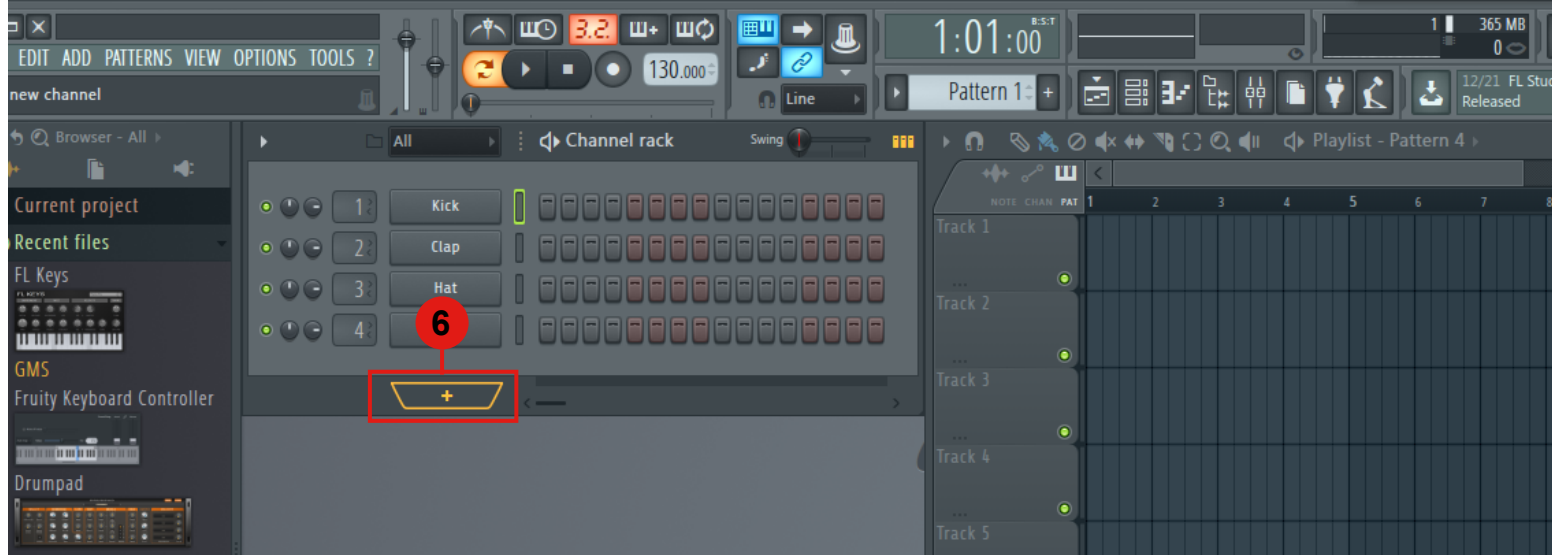 1 365 MB
3.2.
1:01:00 B:S:T
0
EDIT ADD PATTERNS VIEW OPTIONS TOOLS ?
130.000
new channel
Line
Pattern 1 +
12/21 FL Stud
Released
Browser - All
All
Channel rack
Swing
Playlist - Pattern 4
NOTE CHAN PAT
1 2 3 4 5 6 7 8
Current project
Recent files
FL Keys
FL KEYS
GMS
Fruity Keyboard Controller
Drumpad
1 Kick
2 Clap
3 Hat
4
6
+
Track 1
...
Track 2
...
Track 3
...
Track 4
...
Track 5